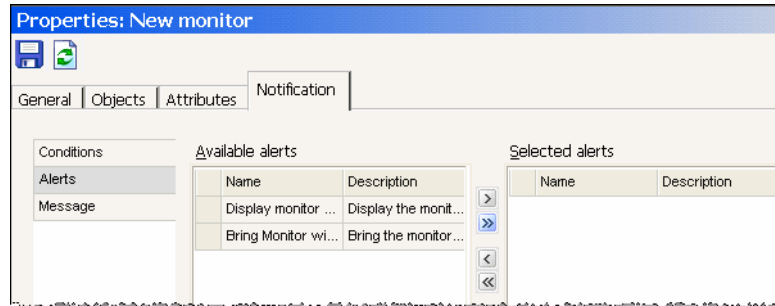 Properties: New monitor
General Objects Attributes Notification
Conditions
Alerts
Message
Available alerts
Name Description
Display monitor ... Display the monit...
Bring Monitor wi... Bring the monitor...
>
»
<
«
Selected alerts
Name Description